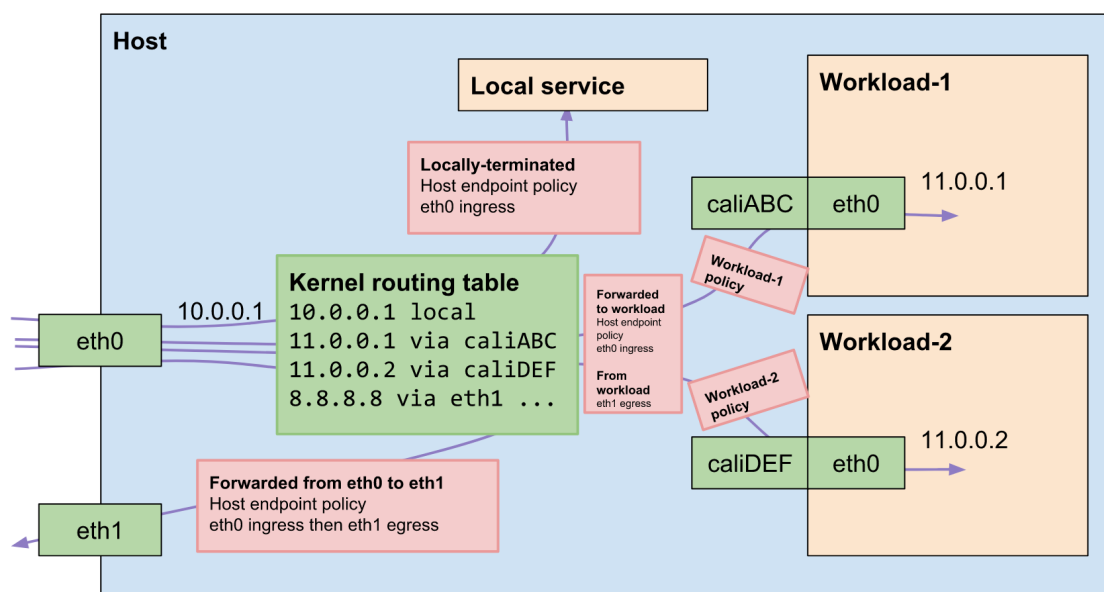 Host
Local service
Workload-1
Locally-terminated
Host endpoint policy
eth0 ingress
caliABC
eth0
11.0.0.1
Workload-1
policy
Kernel routing table
10.0.0.1 local
11.0.0.1 via caliABC
11.0.0.2 via caliDEF
8.8.8.8 via eth1 ...
10.0.0.1
eth0
Forwarded
to workload
Host endpoint
policy
eth0 ingress
From
workload
eth1 egress
Workload-2
Workload-2
policy
caliDEF
eth0
11.0.0.2
Forwarded from eth0 to eth1
Host endpoint policy
eth0 ingress then eth1 egress
eth1